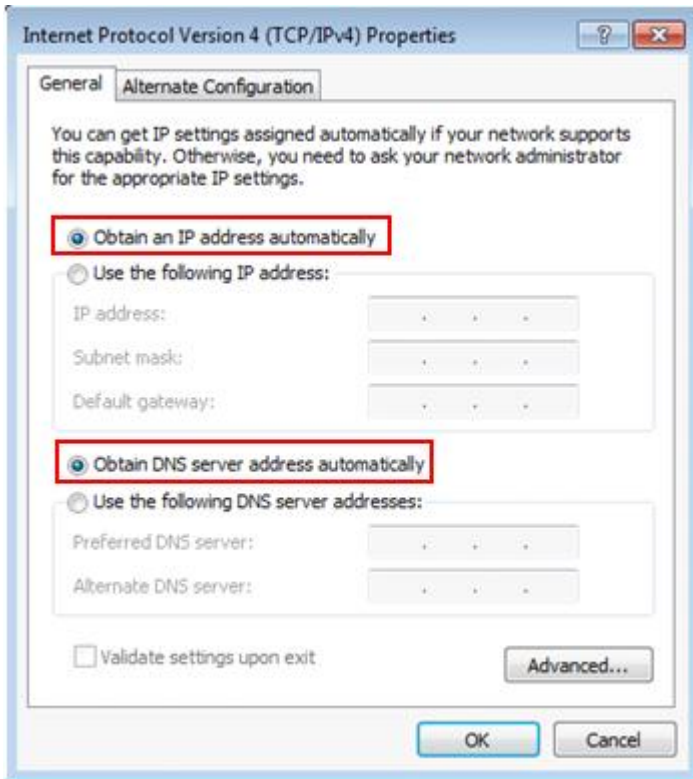 Internet Protocol Version 4 (TCP/IPv4) Properties
General
Alternate Configuration
You can get IP settings assigned automatically if your network supports
this capability. Otherwise, you need to ask your network administrator
for the appropriate IP settings.
Obtain an IP address automatically
Use the following IP address:
IP address:
Subnet mask:
Default gateway:
Obtain DNS server address automatically
Use the following DNS server addresses:
Preferred DNS server:
Alternate DNS server:
Validate settings upon exit
Advanced...
OK
Cancel